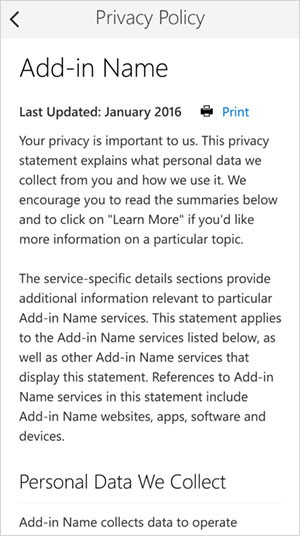 Privacy Policy
Add-in Name
Last Updated: January 2016 Print
Your privacy is important to us. This privacy
statement explains what personal data we
collect from you and how we use it. We
encourage you to read the summaries below
and to click on "Learn More" if you'd like
more information on a particular topic.
The service-specific details sections provide
additional information relevant to particular
Add-in Name services. This statement applies
to the Add-in Name services listed below, as
well as other Add-in Name services that
display this statement. References to Add-in
Name services in this statement include
Add-in Name websites, apps, software and
devices.
Personal Data We Collect
Add-in Name collects data to operate